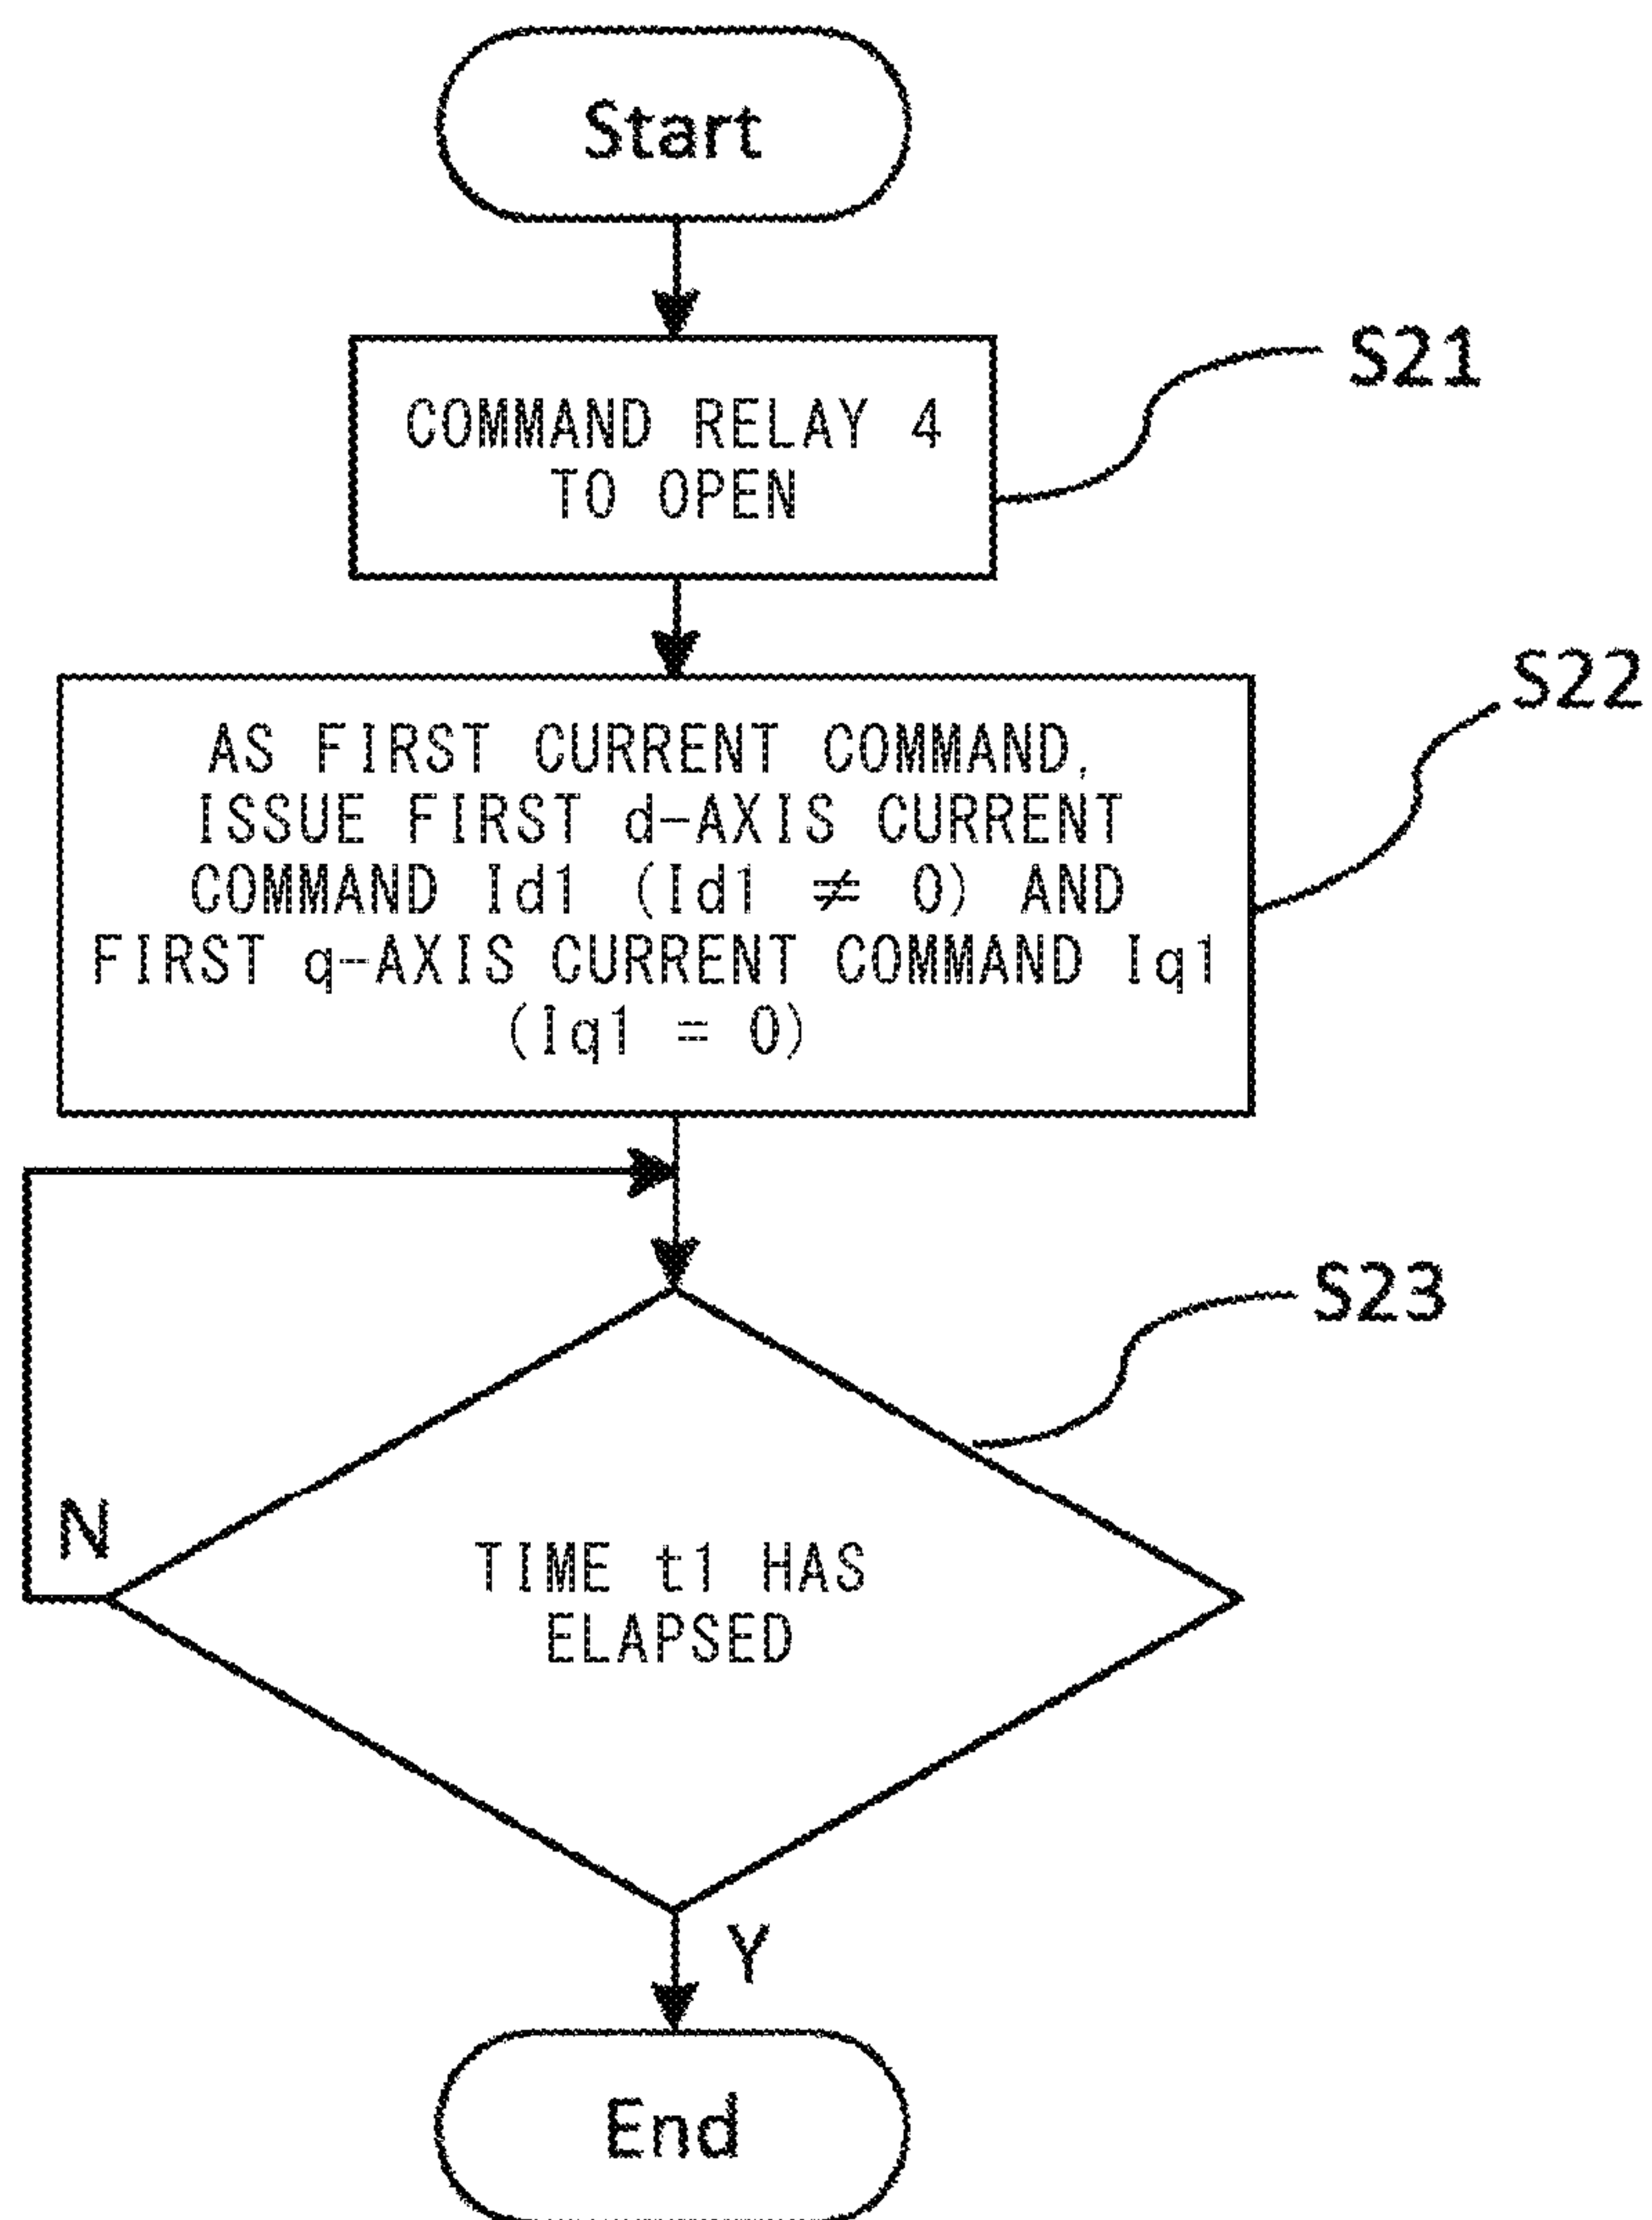 Start
COMMAND RELAY 4
TO OPEN
S21
AS FIRST CURRENT COMMAND,
ISSUE FIRST d-AXIS CURRENT
COMMAND Id1 (Id1 ≠ 0) AND
FIRST q-AXIS CURRENT COMMAND Iq1
(Iq1 = 0)
S22
TIME t1 HAS
ELAPSED
S23
N
Y
End